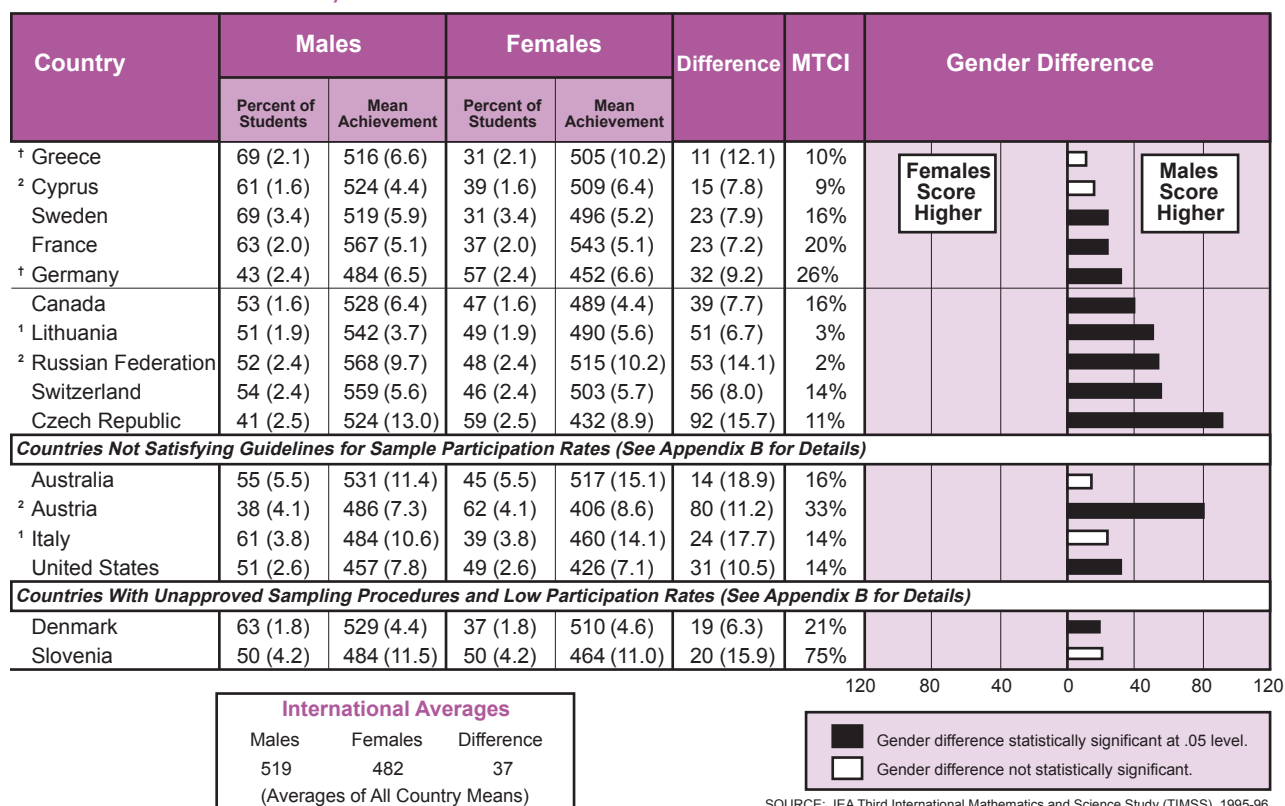 Country Males Females Difference MTCI Gender Difference
Percent of Students Mean Achievement Percent of Students Mean Achievement
† Greece 69 (2.1) 516 (6.6) 31 (2.1) 505 (10.2) 11 (12.1) 10%
² Cyprus 61 (1.6) 524 (4.4) 39 (1.6) 509 (6.4) 15 (7.8) 9%
Sweden 69 (3.4) 519 (5.9) 31 (3.4) 496 (5.2) 23 (7.9) 16%
France 63 (2.0) 567 (5.1) 37 (2.0) 543 (5.1) 23 (7.2) 20%
† Germany 43 (2.4) 484 (6.5) 57 (2.4) 452 (6.6) 32 (9.2) 26%
Canada 53 (1.6) 528 (6.4) 47 (1.6) 489 (4.4) 39 (7.7) 16%
¹ Lithuania 51 (1.9) 542 (3.7) 49 (1.9) 490 (5.6) 51 (6.7) 3%
² Russian Federation 52 (2.4) 568 (9.7) 48 (2.4) 515 (10.2) 53 (14.1) 2%
Switzerland 54 (2.4) 559 (5.6) 46 (2.4) 503 (5.7) 56 (8.0) 14%
Czech Republic 41 (2.5) 524 (13.0) 59 (2.5) 432 (8.9) 92 (15.7) 11%
Females Score Higher
Males Score Higher
Countries Not Satisfying Guidelines for Sample Participation Rates (See Appendix B for Details)
Australia 55 (5.5) 531 (11.4) 45 (5.5) 517 (15.1) 14 (18.9) 16%
² Austria 38 (4.1) 486 (7.3) 62 (4.1) 406 (8.6) 80 (11.2) 33%
¹ Italy 61 (3.8) 484 (10.6) 39 (3.8) 460 (14.1) 24 (17.7) 14%
United States 51 (2.6) 457 (7.8) 49 (2.6) 426 (7.1) 31 (10.5) 14%
Countries With Unapproved Sampling Procedures and Low Participation Rates (See Appendix B for Details)
Denmark 63 (1.8) 529 (4.4) 37 (1.8) 510 (4.6) 19 (6.3) 21%
Slovenia 50 (4.2) 484 (11.5) 50 (4.2) 464 (11.0) 20 (15.9) 75%
120 80 40 0 40 80 120
International Averages
Males Females Difference
519 482 37
(Averages of All Country Means)
Gender difference statistically significant at .05 level.
Gender difference not statistically significant.
SOURCE: IEA Third International Mathematics and Science Study (TIMSS), 1995-96